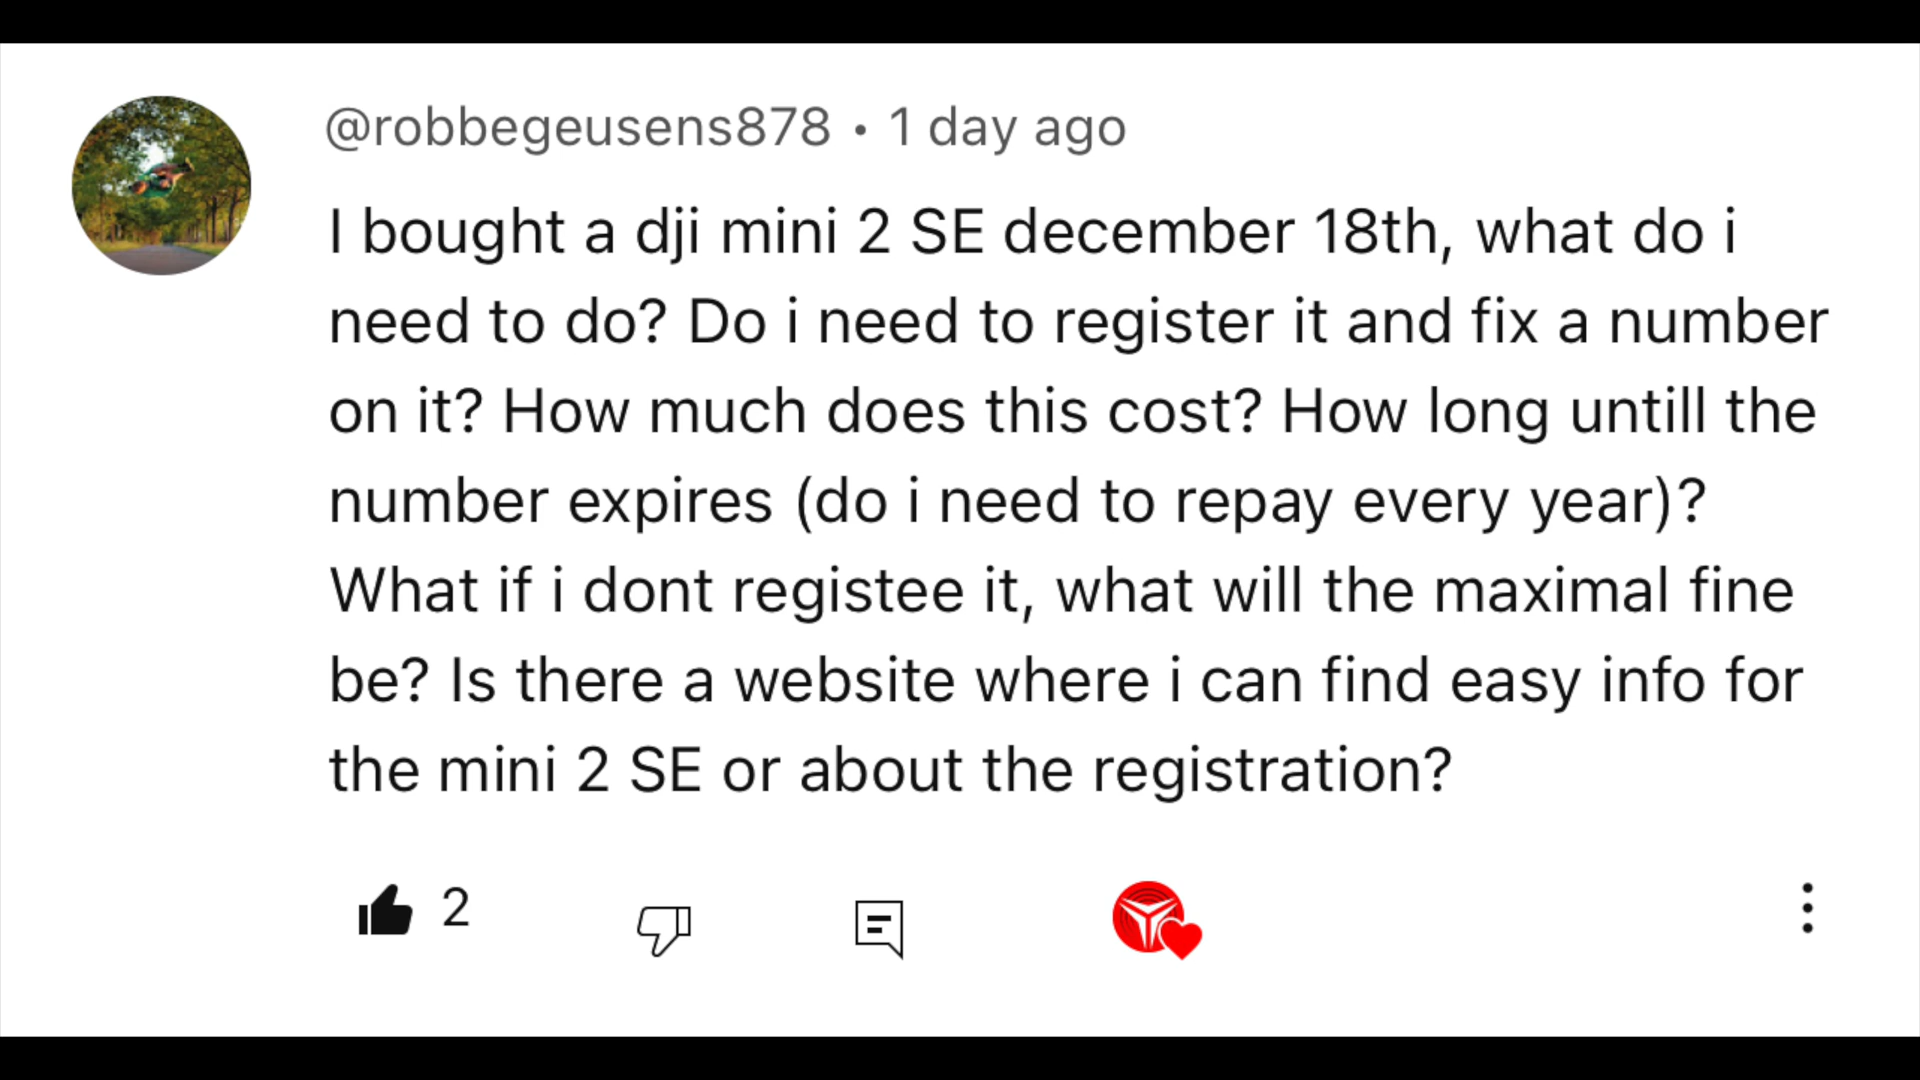 @robbegeusens878 • 1 day ago
I bought a dji mini 2 SE december 18th, what do i
need to do? Do i need to register it and fix a number
on it? How much does this cost? How long untill the
number expires (do i need to repay every year)?
What if i dont registee it, what will the maximal fine
be? Is there a website where i can find easy info for
the mini 2 SE or about the registration?
2